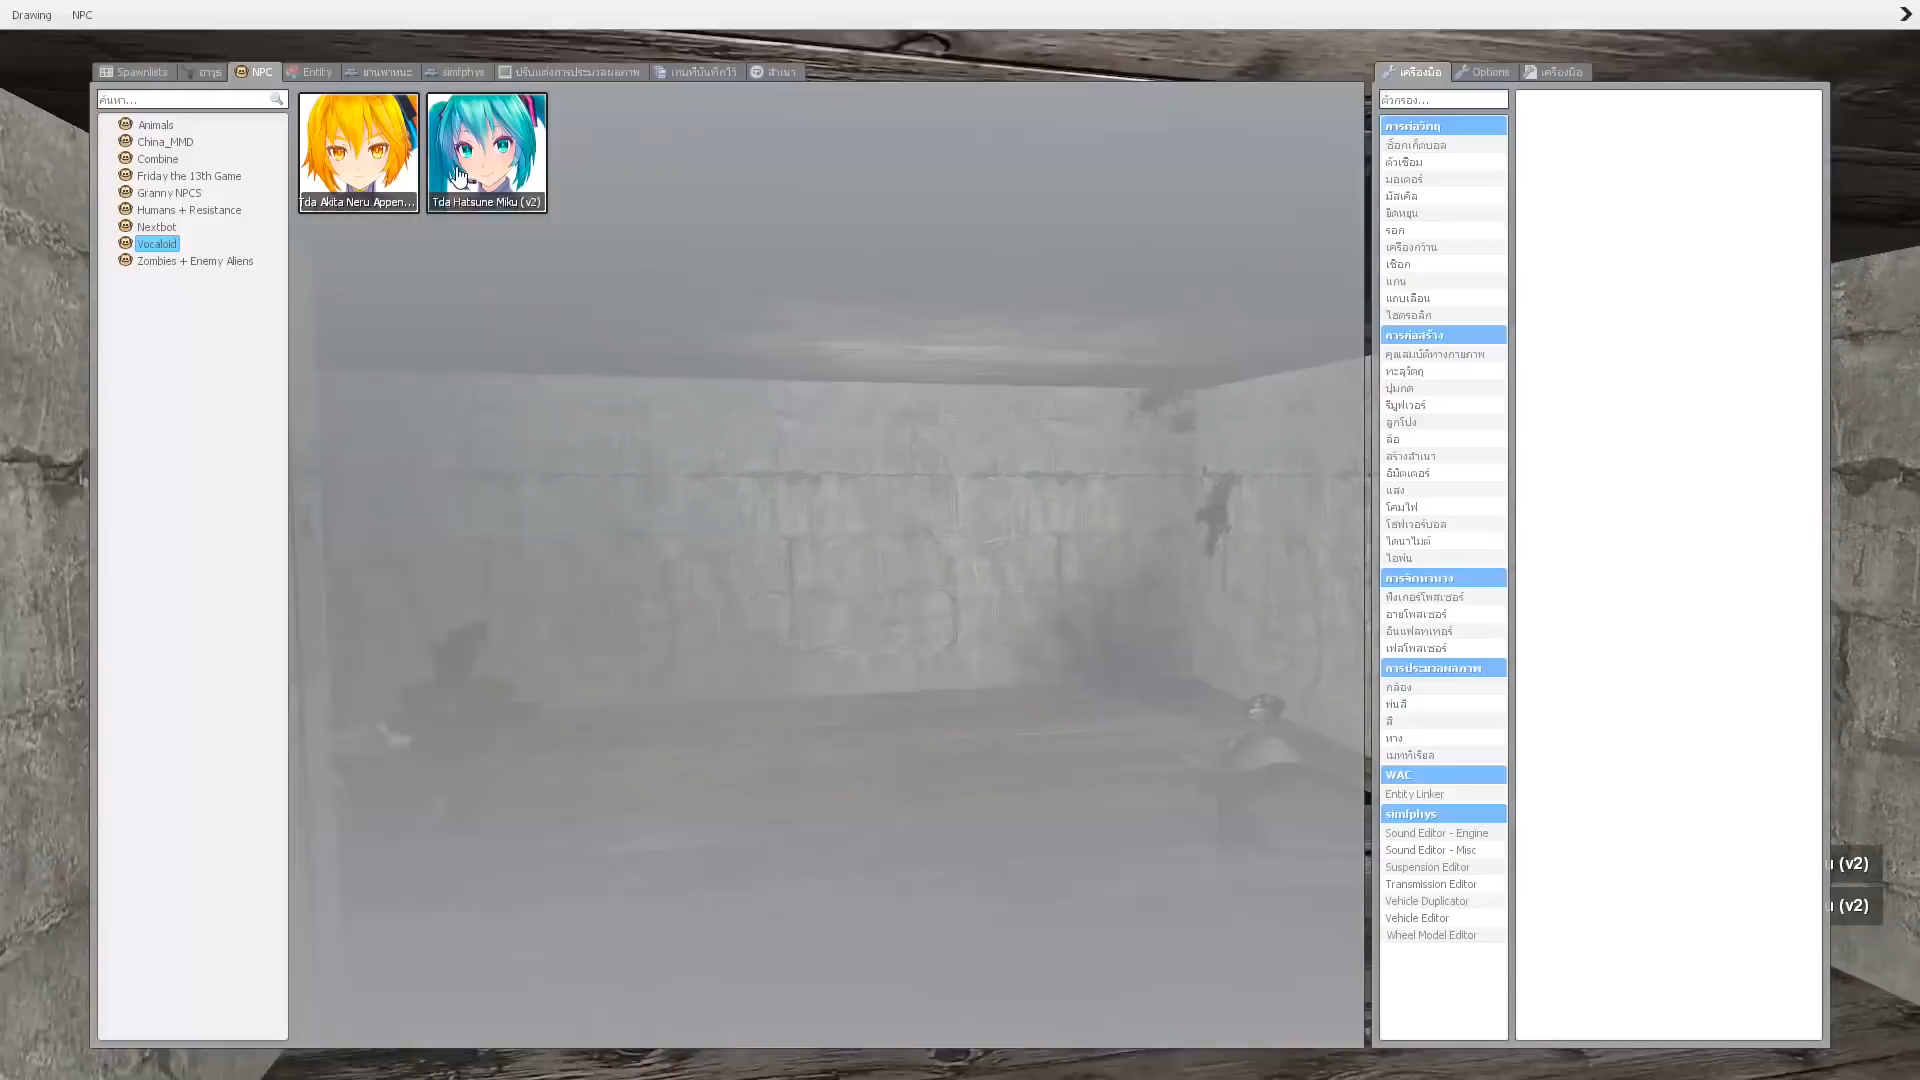 Drawing NPC
Spawnlists อาวุธ NPC Entity ยานพาหนะ simfphys ปรับแต่งการประมวลผลภาพ เกมที่บันทึกไว้ สำเนา
เครื่องมือ Options เครื่องมือ
ค้นหา...
Animals
China_MMD
Combine
Friday the 13th Game
Granny NPCS
Humans + Resistance
Nextbot
Vocaloid
Zombies + Enemy Aliens
Tda Akita Neru Appen...
Tda Hatsune Miku (v2)
ตัวกรอง...
การต่อวัตถุ
ซ็อกเก็ตบอล
ตัวเชื่อม
มอเตอร์
มัสเคิล
ยืดหยุ่น
รอก
เครื่องกว้าน
เชือก
แกน
แถบเลื่อน
ไฮดรอลิก
การก่อสร้าง
คุณสมบัติทางกายภาพ
ทะลุวัตถุ
ปุ่มกด
รีมูฟเวอร์
ลูกโป่ง
ล้อ
สร้างสำเนา
อิมิตเตอร์
แสง
โคมไฟ
โฮฟเวอร์บอล
ไดนาไมต์
ไอพ่น
การจัดท่าทาง
ฟิงเกอร์โพสเซอร์
อายโพสเซอร์
อินแฟลทเทอร์
เฟสโพสเซอร์
การประมวลผลภาพ
กล้อง
พ่นสี
สี
หาง
เมททีเรียล
WAC
Entity Linker
simfphys
Sound Editor - Engine
Sound Editor - Misc
Suspension Editor
Transmission Editor
Vehicle Duplicator
Vehicle Editor
Wheel Model Editor
(v2)
(v2)